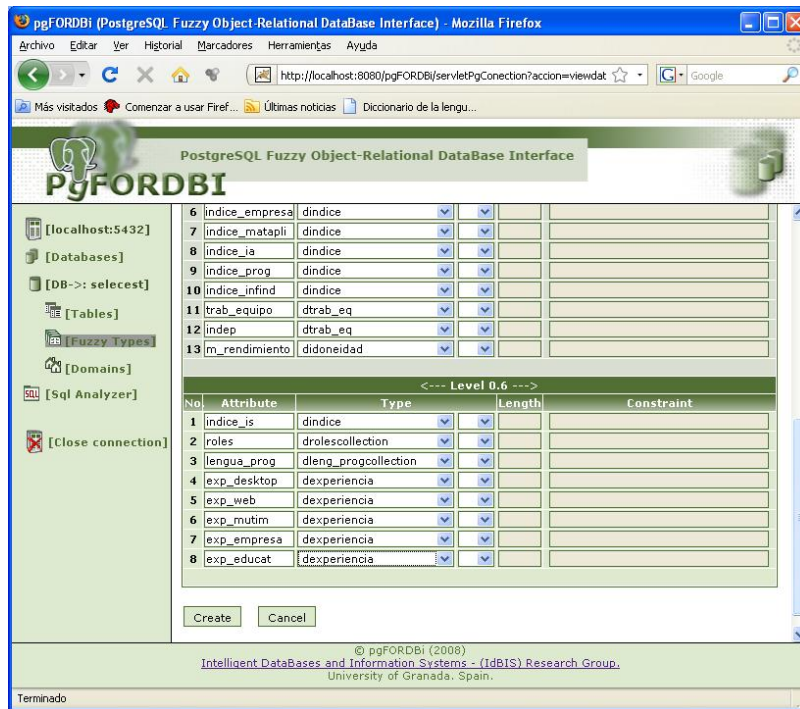 pgFORDBi (PostgreSQL Fuzzy Object-Relational DataBase Interface) - Mozilla Firefox
Archivo Editar Ver Historial Marcadores Herramientas Ayuda
http://localhost:8080/pgFORDBi/servletPgConection?accion=viewdat G Google
Más visitados Comenzar a usar Firef... Últimas noticias Diccionario de la lengu...
PostgreSQL Fuzzy Object-Relational DataBase Interface
PgFORDBI
[localhost:5432]
[Databases]
[DB->: selecest]
[Tables]
[Fuzzy Types]
[Domains]
SQL [Sql Analyzer]
[Close connection]
6 indice_empresa dindice
7 indice_matapli dindice
8 indice_ia dindice
9 indice_prog dindice
10 indice_infind dindice
11 trab_equipo dtrab_eq
12 indep dtrab_eq
13 m_rendimiento didoneidad
<--- Level 0.6 --->
No. Attribute Type Length Constraint
1 indice_is dindice
2 roles drolescollection
3 lengua_prog dleng_progcollection
4 exp_desktop dexperiencia
5 exp_web dexperiencia
6 exp_mutim dexperiencia
7 exp_empresa dexperiencia
8 exp_educat dexperiencia
Create Cancel
© pgFORDBi (2008)
Intelligent DataBases and Information Systems - (IdBIS) Research Group.
University of Granada. Spain.
Terminado